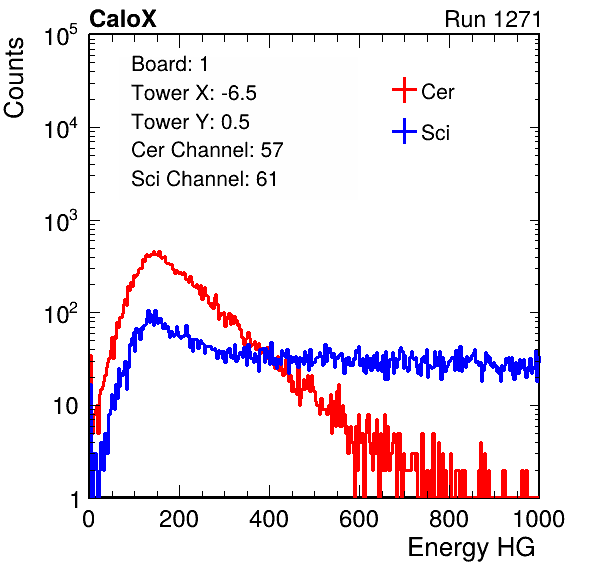 CaloX Run 1271
10^5
Counts
Board: 1
Tower X: -6.5
Tower Y: 0.5
Cer Channel: 57
Sci Channel: 61
Cer
Sci
10^4
10^3
10^2
10
1
0 200 400 600 800 1000
Energy HG